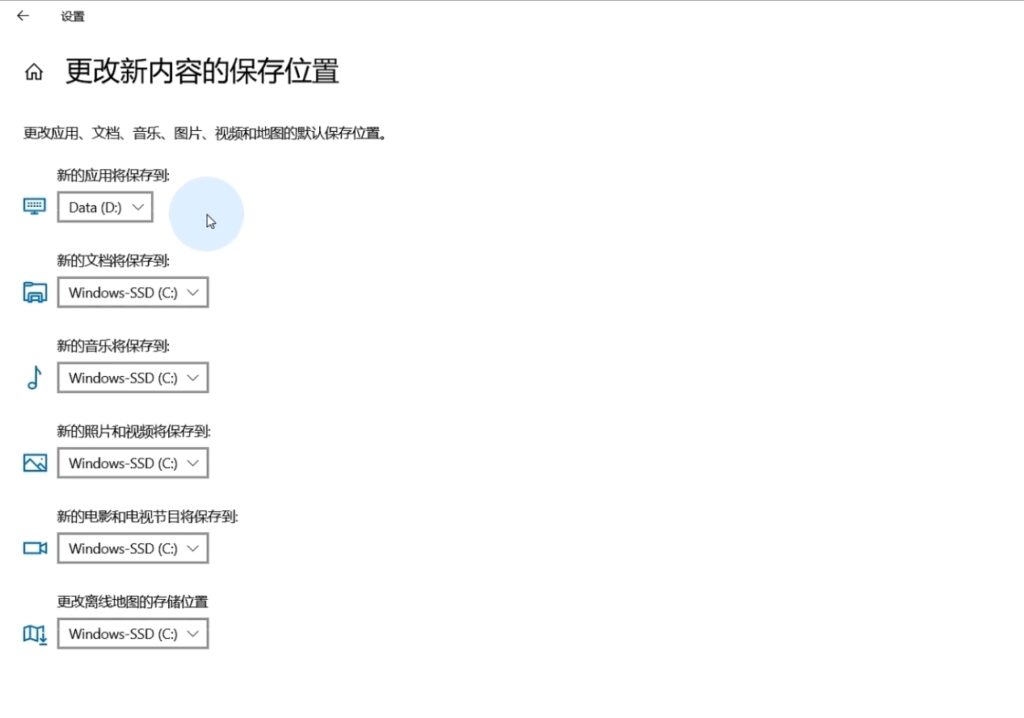 设置
更改新内容的保存位置
更改应用、文档、音乐、图片、视频和地图的默认保存位置。
新的应用将保存到:
Data (D:)
新的文档将保存到:
Windows-SSD (C:)
新的音乐将保存到:
Windows-SSD (C:)
新的照片和视频将保存到:
Windows-SSD (C:)
新的电影和电视节目将保存到:
Windows-SSD (C:)
更改离线地图的存储位置
Windows-SSD (C:)